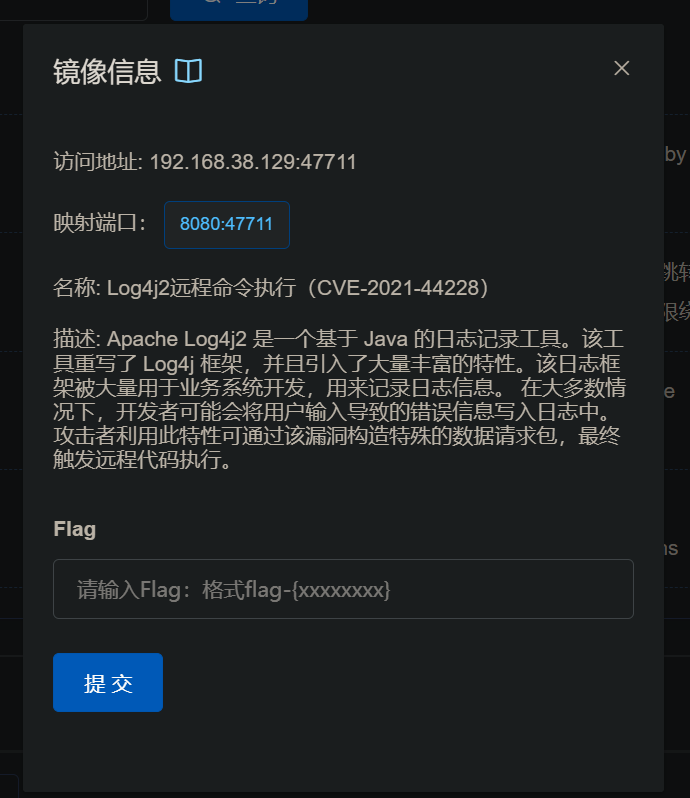 镜像信息
访问地址: 192.168.38.129:47711
映射端口： 8080:47711
名称: Log4j2远程命令执行（CVE-2021-44228）
描述: Apache Log4j2 是一个基于 Java 的日志记录工具。该工
具重写了 Log4j 框架，并且引入了大量丰富的特性。该日志框
架被大量用于业务系统开发，用来记录日志信息。 在大多数情
况下，开发者可能会将用户输入导致的错误信息写入日志中。
攻击者利用此特性可通过该漏洞构造特殊的数据请求包，最终
触发远程代码执行。
Flag
请输入Flag：格式flag-{xxxxxxxx}
提 交
by